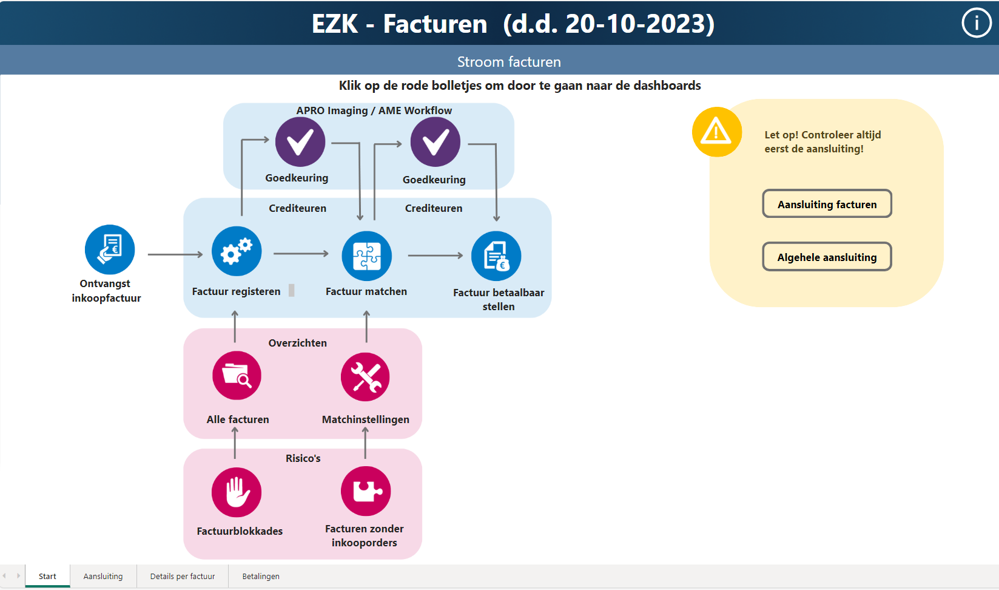 EZK - Facturen (d.d. 20-10-2023)
Stroom facturen
Klik op de rode bolletjes om door te gaan naar de dashboards
APRO Imaging / AME Workflow
Goedkeuring
Goedkeuring
Let op! Controleer altijd
eerst de aansluiting!
Aansluiting facturen
Algehele aansluiting
Crediteuren
Crediteuren
Ontvangst
inkoopfactuur
Factuur registeren
Factuur matchen
Factuur betaalbaar
stellen
Overzichten
Alle facturen
Matchinstellingen
Risico's
Factuurblokkades
Facturen zonder
inkooporders
Start
Aansluiting
Details per factuur
Betalingen